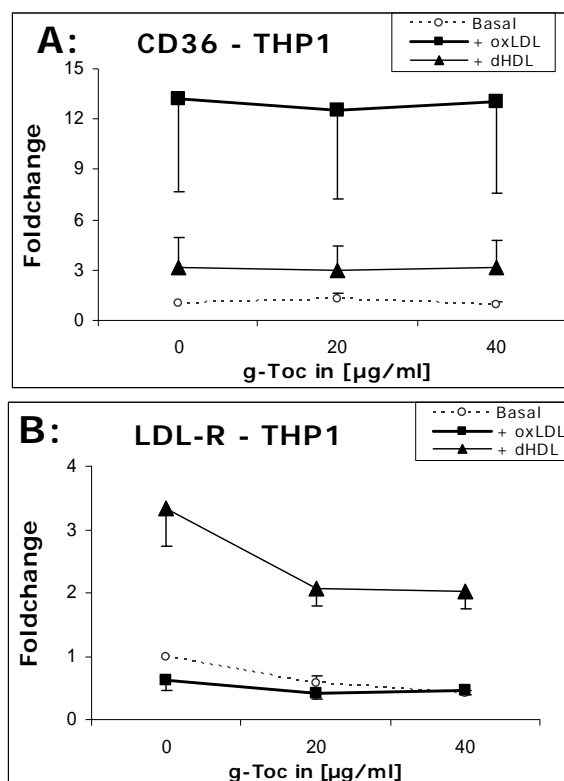 A: CD36 - THP1
Basal
+ oxLDL
+ dHDL
Foldchange
15
12
9
6
3
0
0 20 40
g-Toc in [µg/ml]
B: LDL-R - THP1
Basal
+ oxLDL
+ dHDL
Foldchange
4
3
2
1
0
0 20 40
g-Toc in [µg/ml]